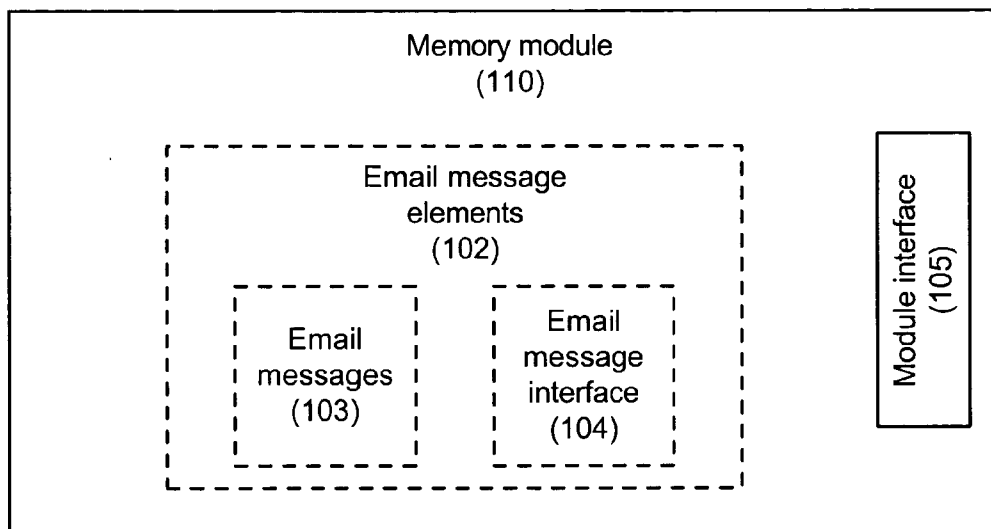 Memory module
(110)
Email message
elements
(102)
Email
messages
(103)
Email
message
interface
(104)
Module interface
(105)